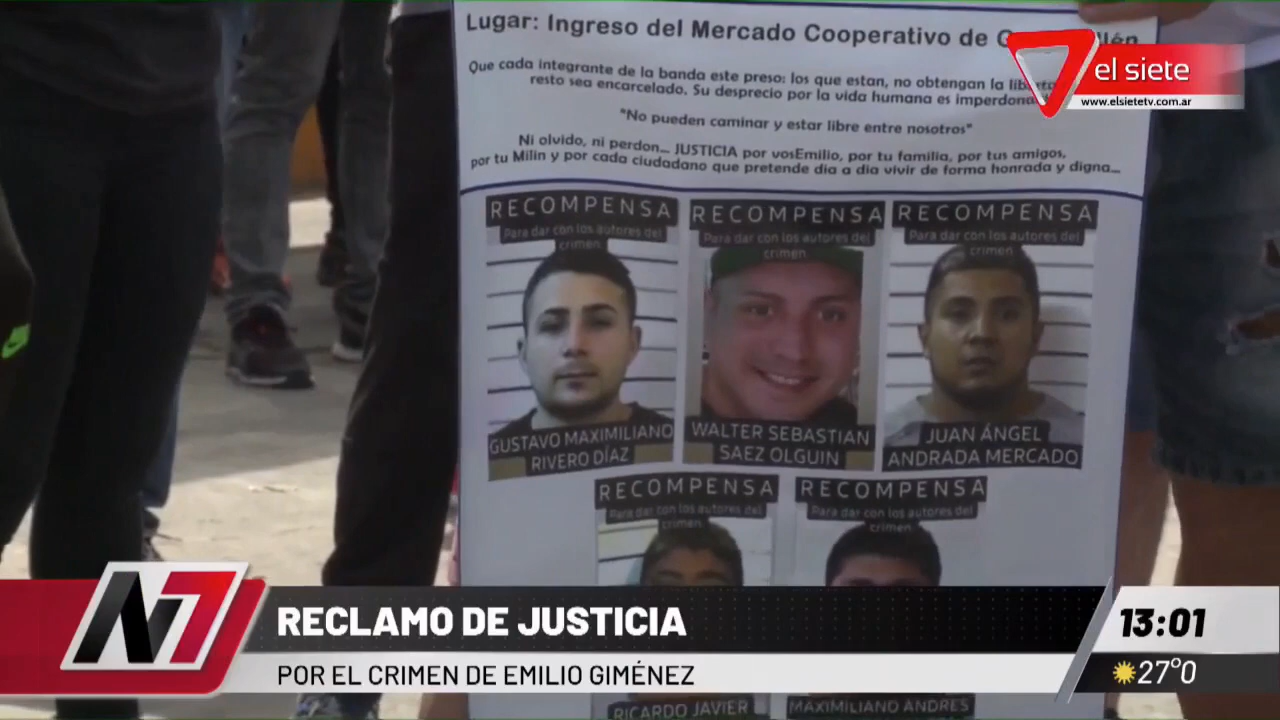 Lugar: Ingreso del Mercado Cooperativo de
el siete
www.elsietetv.com.ar
Que cada integrante de la banda este preso: los que estan, no obtengan la
resto sea encarcelado. Su desprecio por la vida humana es
"No pueden caminar y estar libre entre nosotros"
Ni olvido, ni perdon... JUSTICIA por vosEmilio, por tu familia, por tus amigos,
por tu Milin y por cada ciudadano que pretende dia a dia vivir de forma honrada y digna...
RECOMPENSA
Para dar con los autores del
crimen
GUSTAVO MAXIMILIANO
RIVERO DÍAZ
RECOMPENSA
Para dar con los autores del
crimen
WALTER SEBASTIAN
SAEZ OLGUIN
RECOMPENSA
Para dar con los autores del
crimen
JUAN ÁNGEL
ANDRADA MERCADO
RECOMPENSA
Para dar con los autores del
crimen
RICARDO JAVIER
RECOMPENSA
Para dar con los autores del
crimen
MAXIMILIANO ANDRES
N7
RECLAMO DE JUSTICIA
POR EL CRIMEN DE EMILIO GIMÉNEZ
13:01
27°0